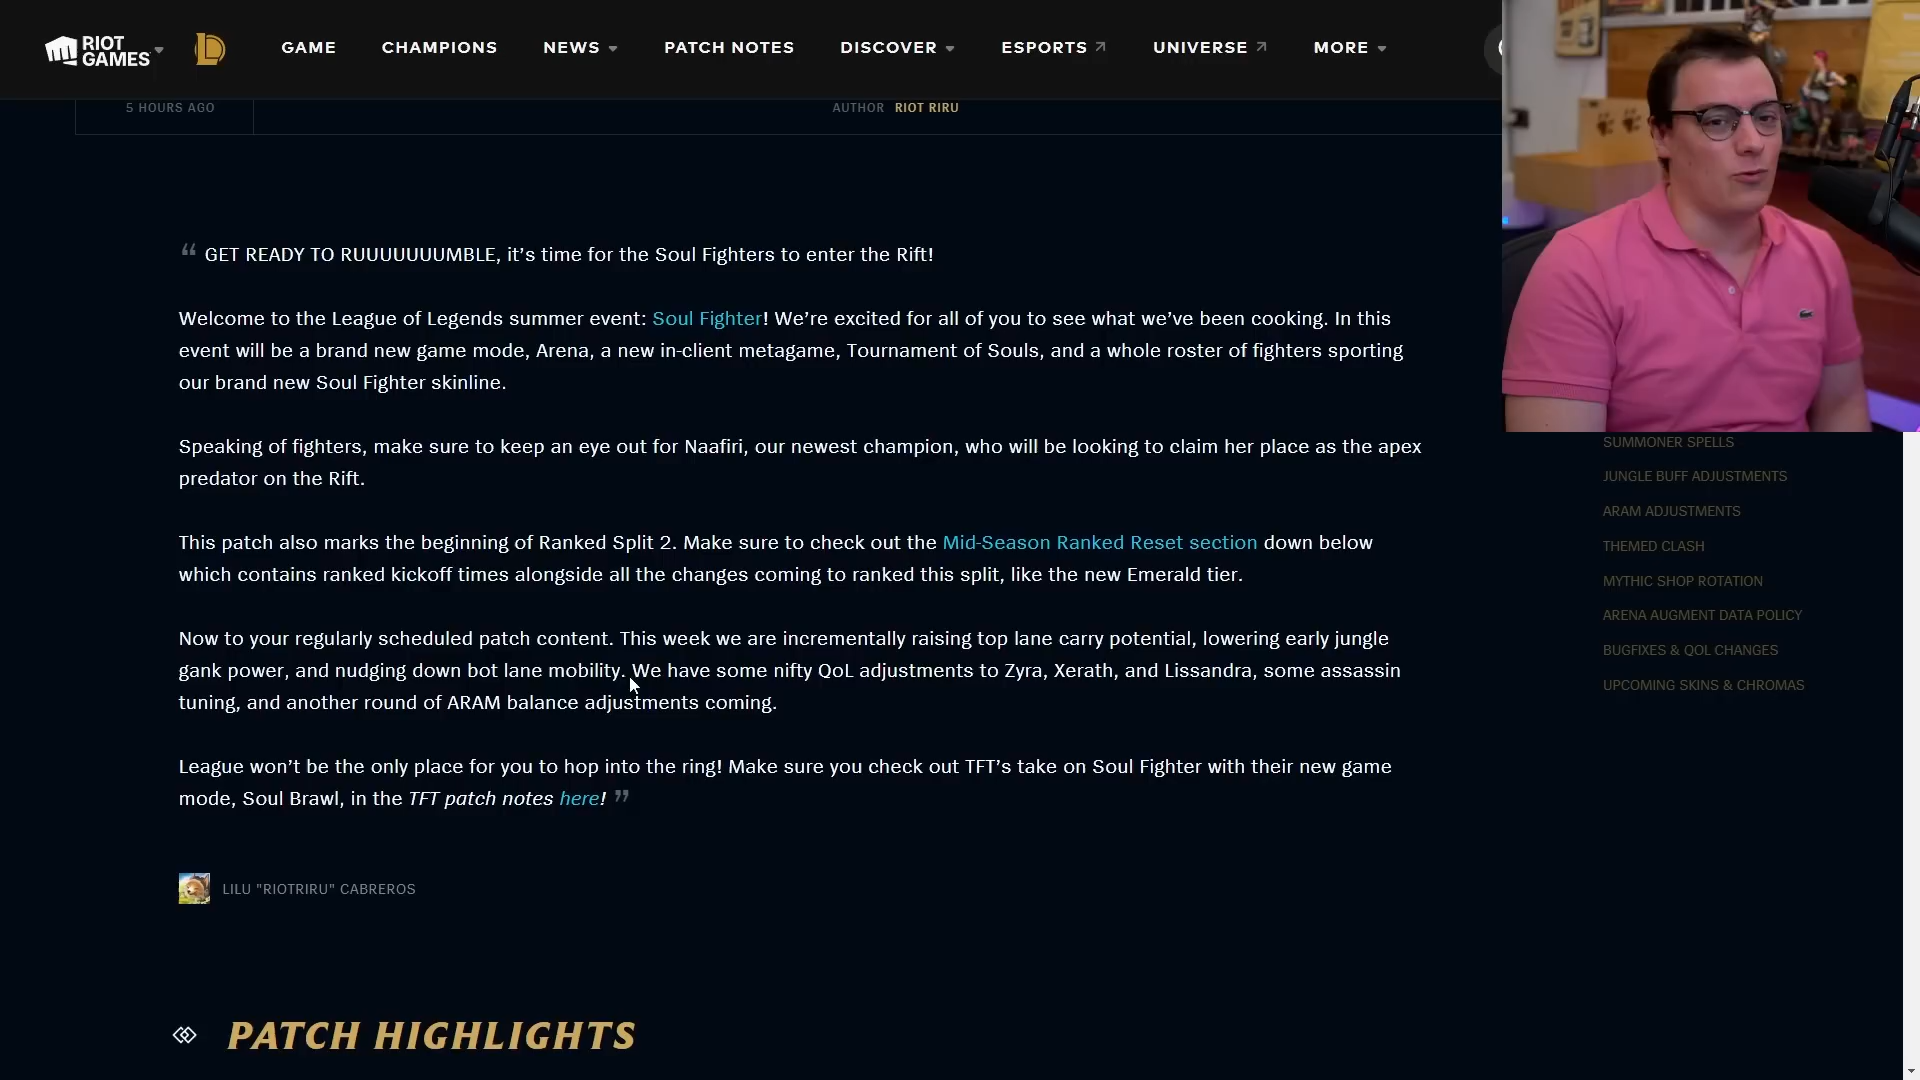 RIOT
GAMES
GAME
CHAMPIONS
NEWS
PATCH NOTES
DISCOVER
ESPORTS
UNIVERSE
MORE
5 HOURS AGO
AUTHOR RIOT RIRU
“ GET READY TO RUUUUUUUMBLE, it’s time for the Soul Fighters to enter the Rift!
Welcome to the League of Legends summer event: Soul Fighter! We’re excited for all of you to see what we’ve been cooking. In this
event will be a brand new game mode, Arena, a new in-client metagame, Tournament of Souls, and a whole roster of fighters sporting
our brand new Soul Fighter skinline.
Speaking of fighters, make sure to keep an eye out for Naafiri, our newest champion, who will be looking to claim her place as the apex
predator on the Rift.
This patch also marks the beginning of Ranked Split 2. Make sure to check out the Mid-Season Ranked Reset section down below
which contains ranked kickoff times alongside all the changes coming to ranked this split, like the new Emerald tier.
Now to your regularly scheduled patch content. This week we are incrementally raising top lane carry potential, lowering early jungle
gank power, and nudging down bot lane mobility. We have some nifty QoL adjustments to Zyra, Xerath, and Lissandra, some assassin
tuning, and another round of ARAM balance adjustments coming.
League won’t be the only place for you to hop into the ring! Make sure you check out TFT’s take on Soul Fighter with their new game
mode, Soul Brawl, in the TFT patch notes here! ”
LILU "RIOTRIRU" CABREROS
PATCH HIGHLIGHTS
SUMMONER SPELLS
JUNGLE BUFF ADJUSTMENTS
ARAM ADJUSTMENTS
THEMED CLASH
MYTHIC SHOP ROTATION
ARENA AUGMENT DATA POLICY
BUGFIXES & QOL CHANGES
UPCOMING SKINS & CHROMAS